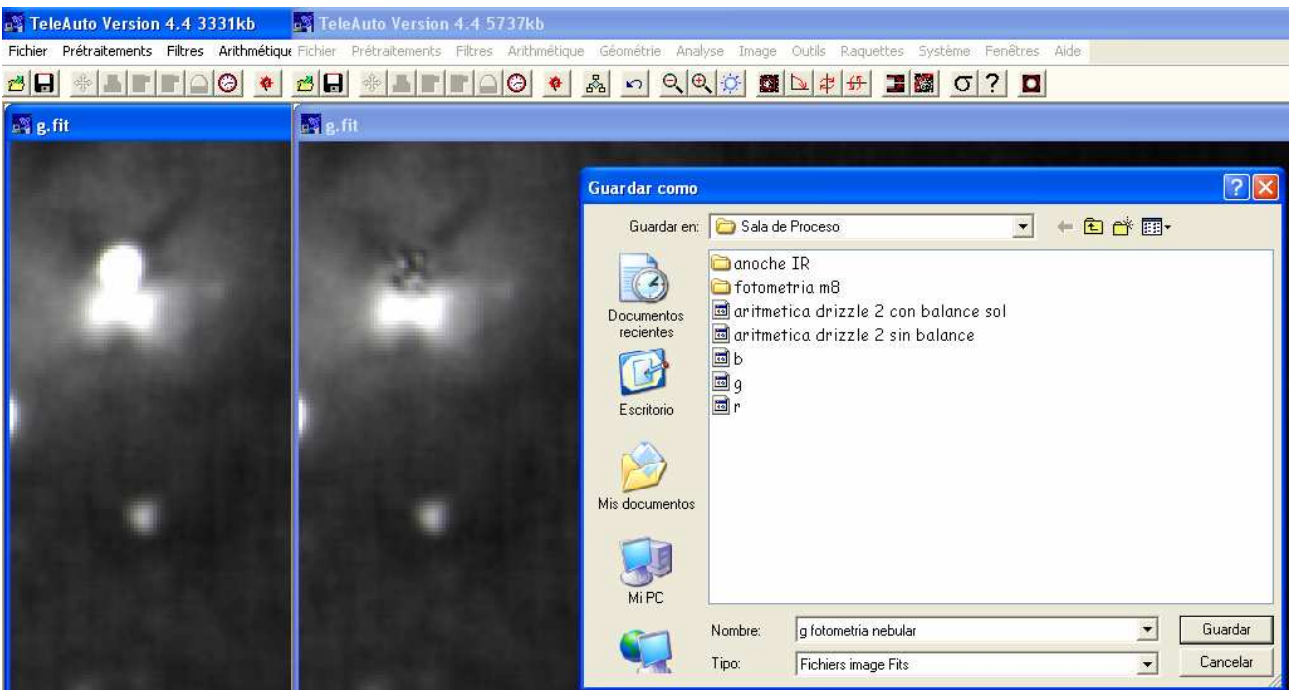 TeleAuto Version 4.4 3331kb
TeleAuto Version 4.4 5737kb
Fichier Prétraitements Filtres Arithmétique
Fichier Prétraitements Filtres Arithmétique Géométrie Analyse Image Outils Raquettes Système Fenêtres Aide
σ ?
g.fit
g.fit
Guardar como
Guardar en: Sala de Proceso
anoche IR
fotometria m8
aritmetica drizzle 2 con balance sol
aritmetica drizzle 2 sin balance
b
g
r
Documentos recientes
Escritorio
Mis documentos
Mi PC
Nombre: g fotometria nebular Guardar
Tipo: Fichiers image Fits Cancelar